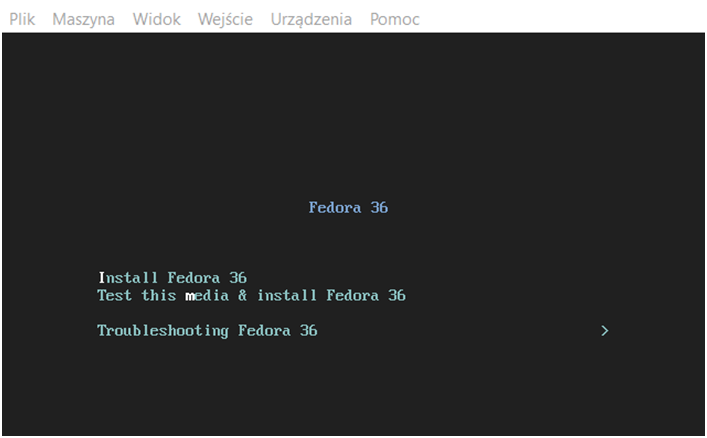 Plik Maszyna Widok Wejście Urządzenia Pomoc
Fedora 36
Install Fedora 36
Test this media & install Fedora 36
Troubleshooting Fedora 36 >